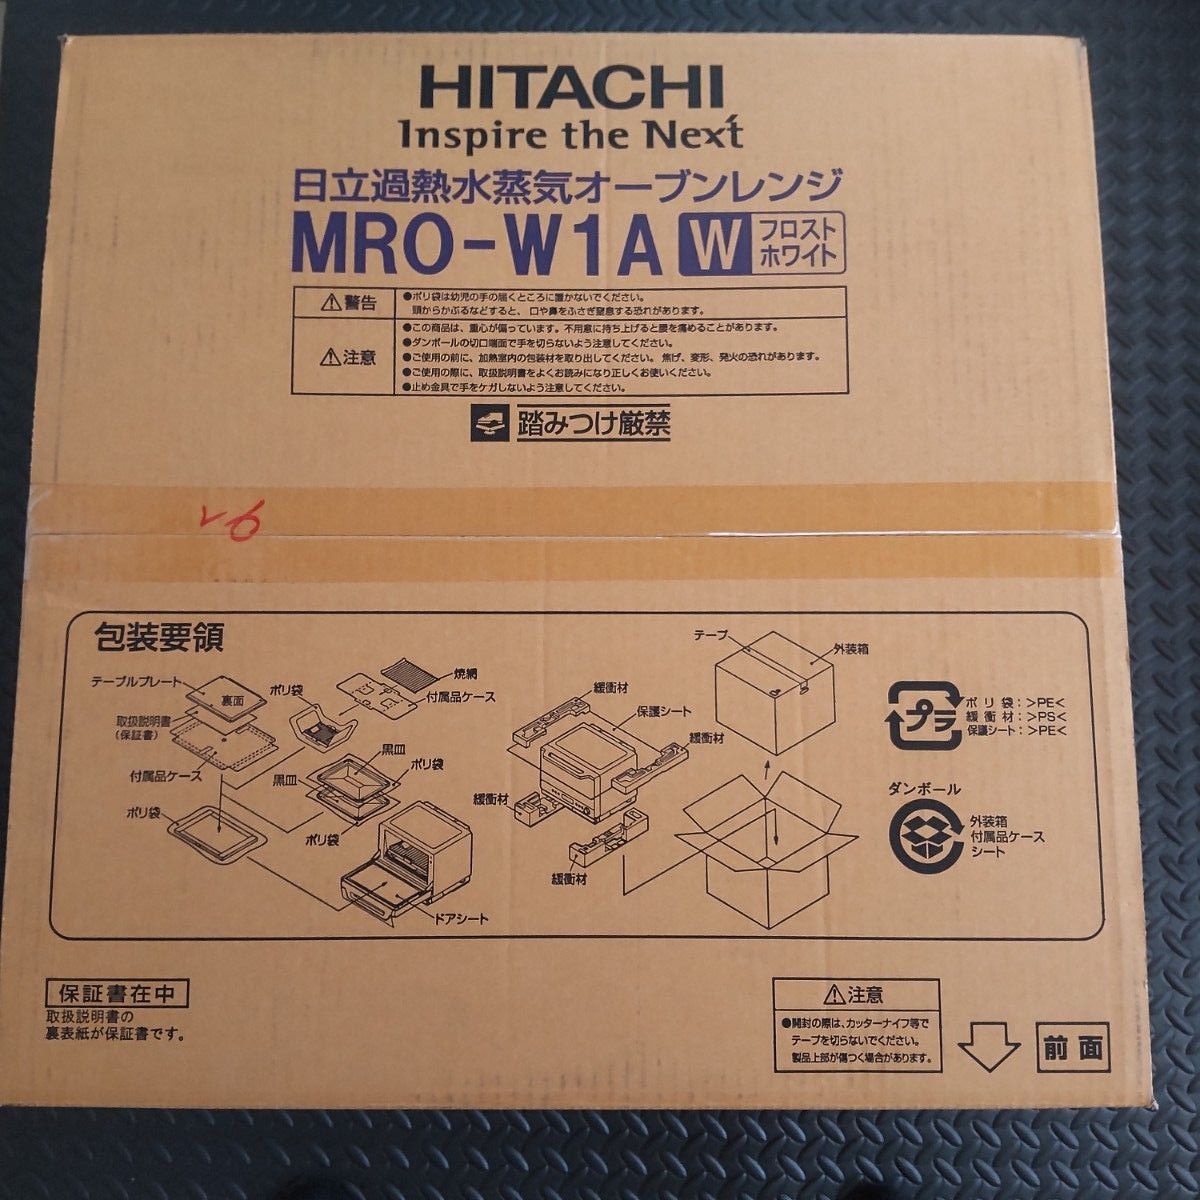 HITACHI
Inspire the Next
日立過熱水蒸気オーブンレンジ
MRO-W1A W フロスト
ホワイト
警告
●ポリ袋は幼児の手の届くところに置かないでください。
頭からかぶるなどすると、口や鼻をふさぎ窒息する恐れがあります。
注意
●この商品は、重心が偏っています。不用意に持ち上げると腰を痛めることがあります。
●ダンボールの切口端面で手を切らないよう注意してください。
●ご使用の前に、加熱室内の包装材を取り出してください。焦げ、変形、発火の恐れがあります。
●ご使用の際に、取扱説明書をよくお読みになり正しくお使いください。
●止め金具で手をケガしないよう注意してください。
踏みつけ厳禁
包装要領
テーブルプレート
裏面
取扱説明書
(保証書)
付属品ケース
ポリ袋
ポリ袋
焼網
付属品ケース
黒皿
黒皿
ポリ袋
ポリ袋
ドアシート
緩衝材
保護シート
緩衝材
緩衝材
緩衝材
テープ
外装箱
プラ
ポリ袋:>PE<
緩衝材:>PS<
保護シート:>PE<
ダンボール
外装箱
付属品ケース
シート
保証書在中
取扱説明書の
裏表紙が保証書です。
注意
●開封の際は、カッターナイフ等で
テープを切らないでください。
製品上部が傷つく場合があります。
前面